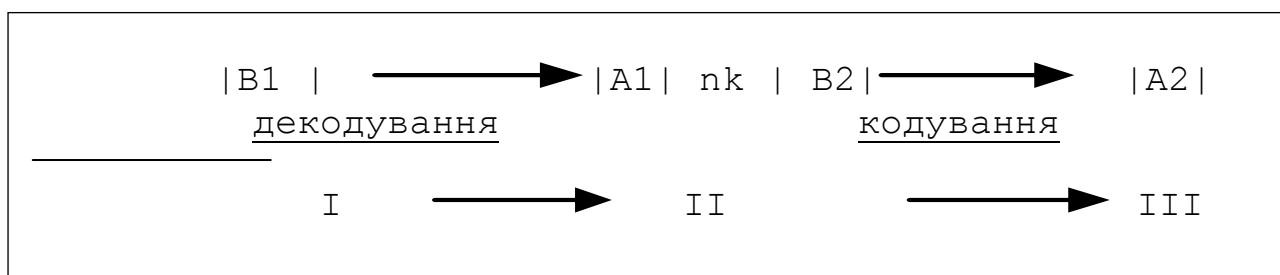 |B1 | |A1| nk | B2| |A2|
декодування кодування
I II III